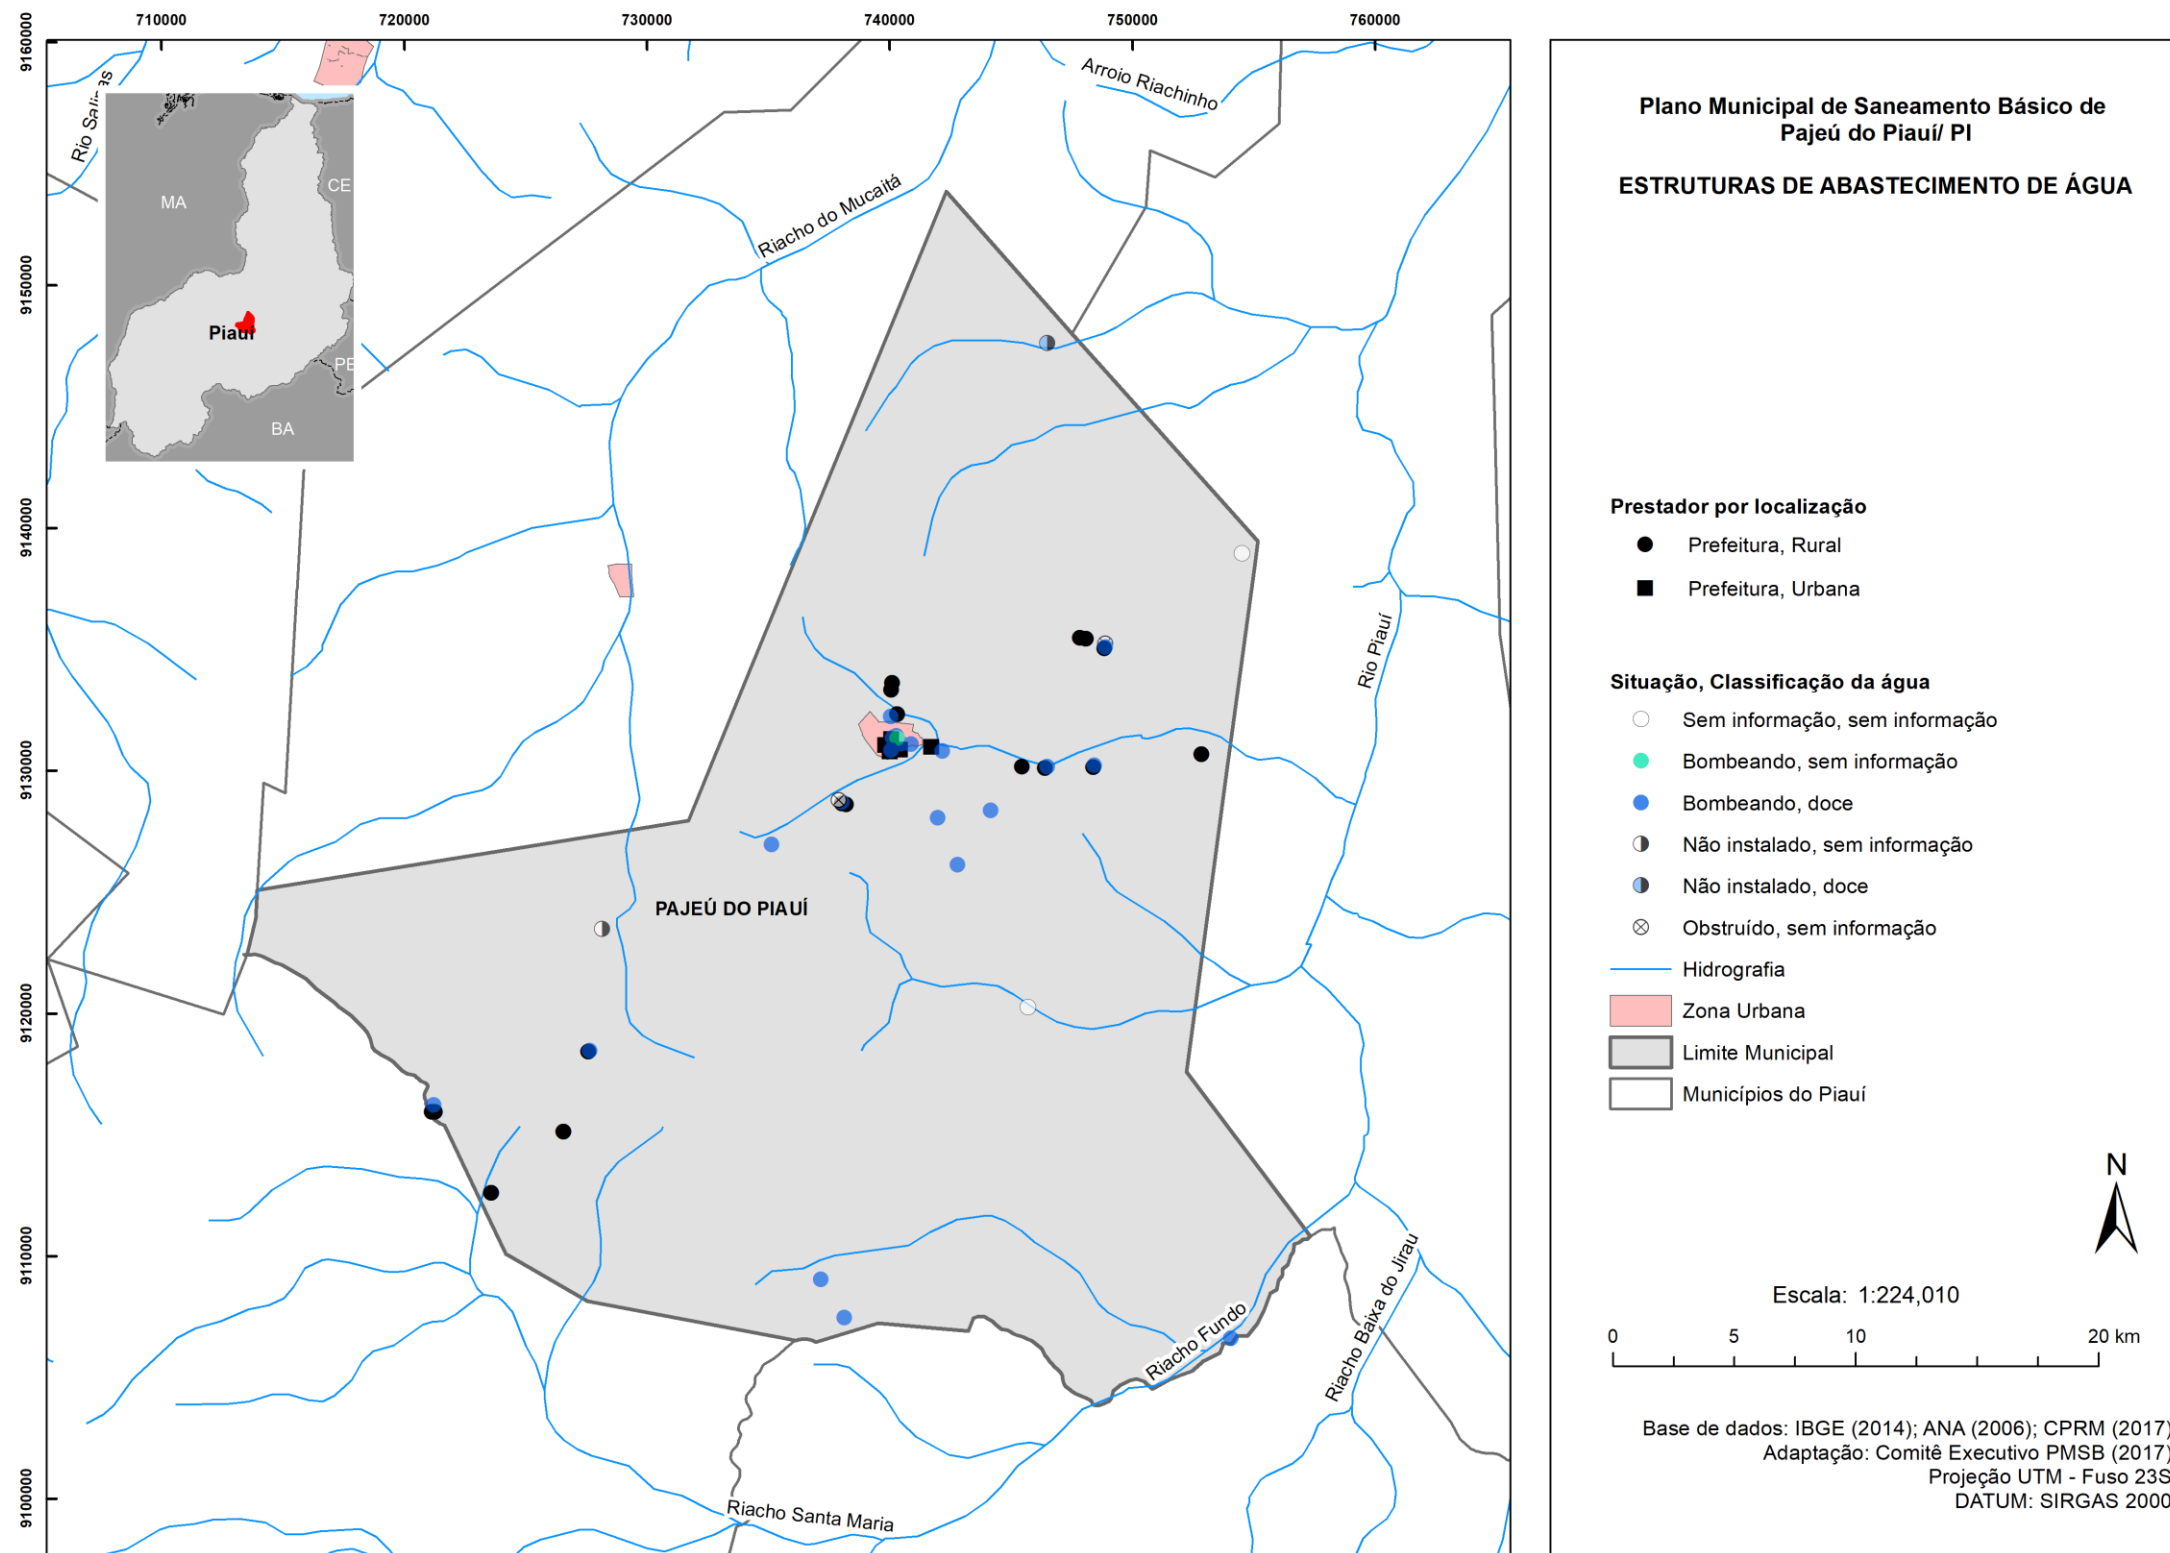 710000
720000
730000
740000
750000
760000
9160000
9150000
9140000
9130000
9120000
9110000
9100000
Arroio Riachinho
Rio Salinas
Riacho do Mucaitá
MA
CE
Piauí
PE
BA
Rio Piauí
PAJEÚ DO PIAUÍ
Riacho Fundo
Riacho Baixa do Jirau
Riacho Santa Maria
Plano Municipal de Saneamento Básico de
Pajeú do Piauí/ PI
ESTRUTURAS DE ABASTECIMENTO DE ÁGUA
Prestador por localização
Prefeitura, Rural
Prefeitura, Urbana
Situação, Classificação da água
Sem informação, sem informação
Bombeando, sem informação
Bombeando, doce
Não instalado, sem informação
Não instalado, doce
Obstruído, sem informação
Hidrografia
Zona Urbana
Limite Municipal
Municípios do Piauí
N
Escala: 1:224,010
0 5 10 20 km
Base de dados: IBGE (2014); ANA (2006); CPRM (2017)
Adaptação: Comitê Executivo PMSB (2017)
Projeção UTM - Fuso 23S
DATUM: SIRGAS 2000